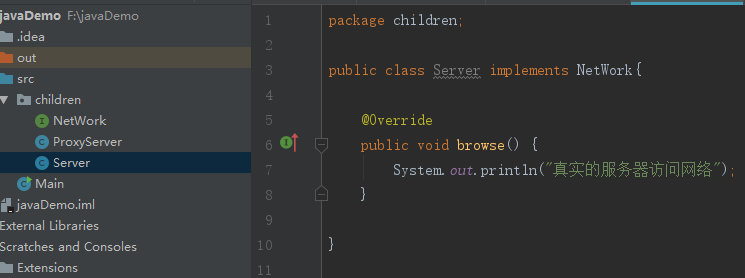 javaDemo F:\javaDemo
.idea
out
src
children
NetWork
ProxyServer
Server
Main
javaDemo.iml
External Libraries
Scratches and Consoles
Extensions
1 package children;
2
3 public class Server implements NetWork{
4
5 @Override
6 public void browse() {
7 System.out.println("真实的服务器访问网络");
8 }
9
10 }
11